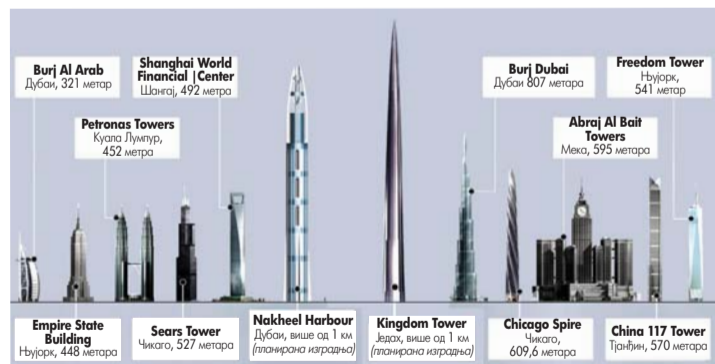 Burj Al Arab
Дубаи, 321 метар
Shanghai World
Financial |Center
Шангај, 492 метра
Petronas Towers
Куала Лумпур,
452 метра
Burj Dubai
Дубаи 807 метара
Freedom Tower
Њујорк,
541 метар
Abraj Al Bait
Towers
Мека, 595 метара
Empire State
Building
Њујорк, 448 метара
Sears Tower
Чикаго, 527 метара
Nakheel Harbour
Дубаи, више од 1 км
(планирана изградња)
Kingdom Tower
Једах, више од 1 км
(планирана изградња)
Chicago Spire
Чикаго,
609,6 метара
China 117 Tower
Тјанђин, 570 метара